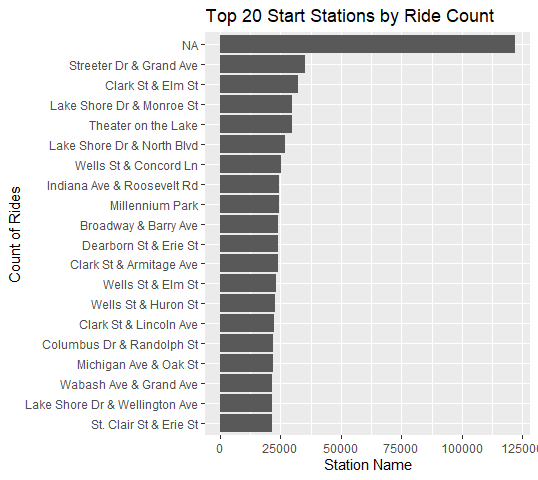 Top 20 Start Stations by Ride Count
NA
Streeter Dr & Grand Ave
Clark St & Elm St
Lake Shore Dr & Monroe St
Theater on the Lake
Lake Shore Dr & North Blvd
Wells St & Concord Ln
Indiana Ave & Roosevelt Rd
Millennium Park
Broadway & Barry Ave
Dearborn St & Erie St
Clark St & Armitage Ave
Wells St & Elm St
Wells St & Huron St
Clark St & Lincoln Ave
Columbus Dr & Randolph St
Michigan Ave & Oak St
Wabash Ave & Grand Ave
Lake Shore Dr & Wellington Ave
St. Clair St & Erie St
Count of Rides
0 25000 50000 75000 100000 125000
Station Name